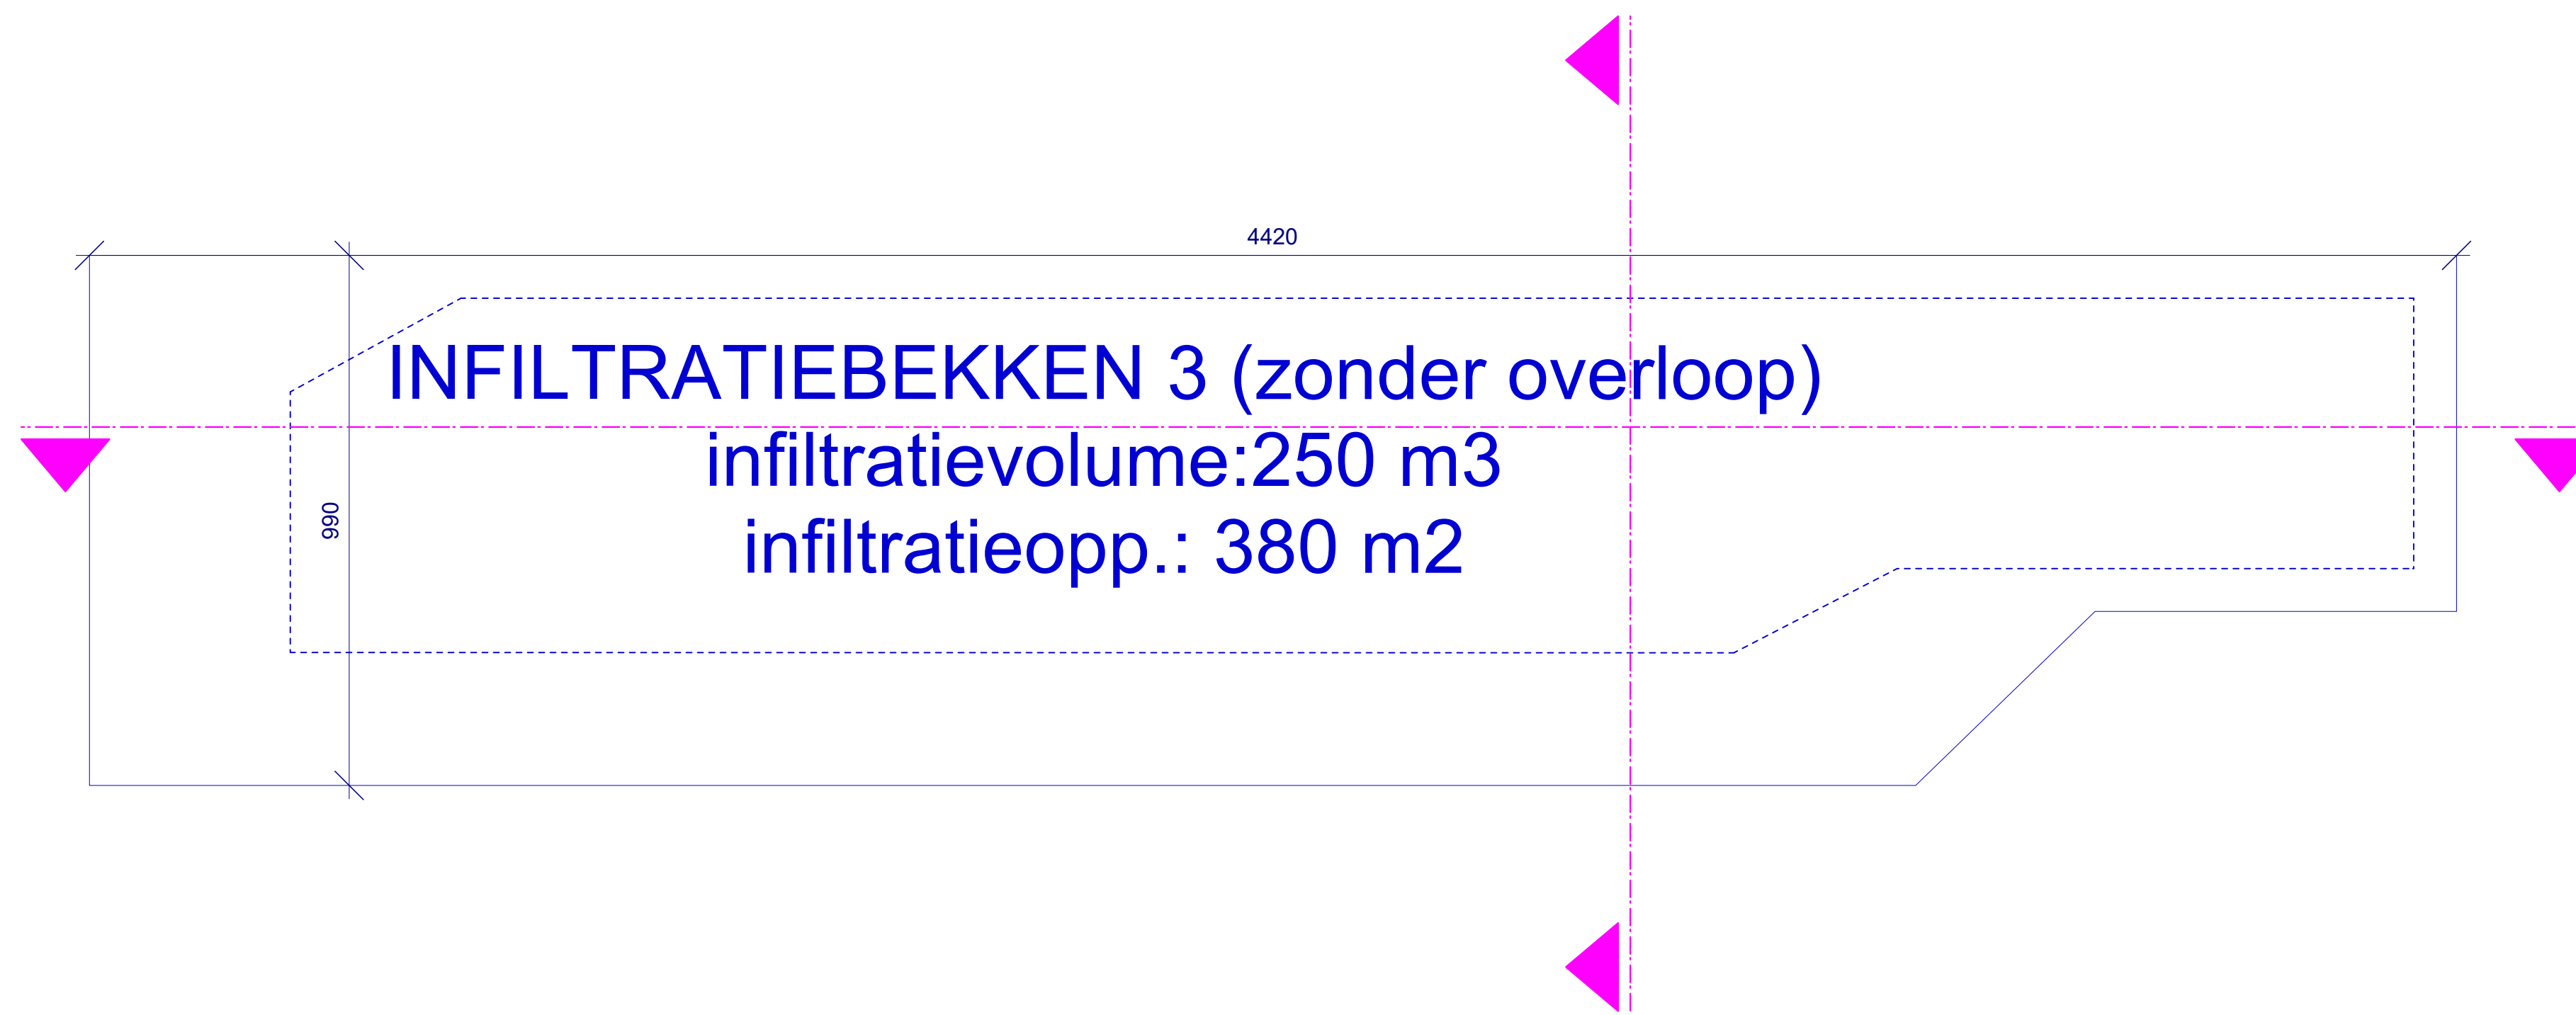 4420
INFILTRATIEBEKKEN 3 (zonder overloop)
infiltratievolume:250 m3
990
infiltratieopp.: 380 m2